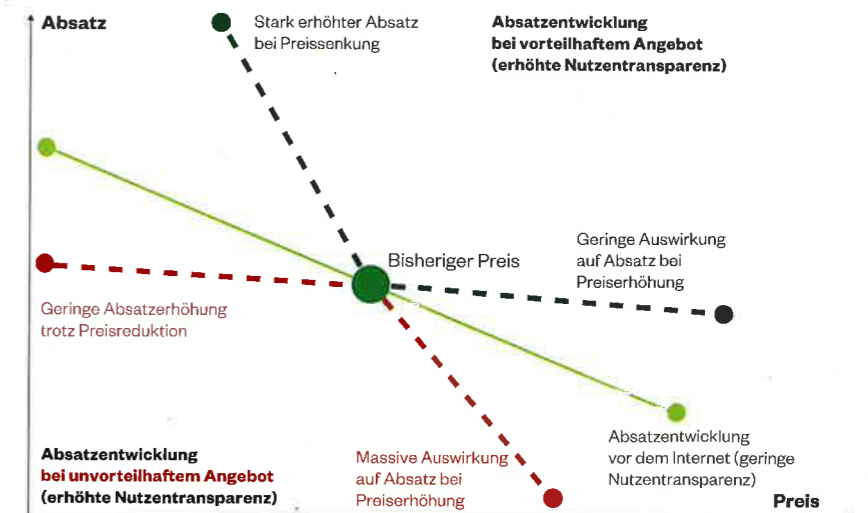 Absatz
Stark erhöhter Absatz
bei Preissenkung
Absatzentwicklung
bei vorteilhaftem Angebot
(erhöhte Nutzentransparenz)
Bisheriger Preis
Geringe Auswirkung
auf Absatz bei
Preiserhöhung
Geringe Absatzerhöhung
trotz Preisreduktion
Absatzentwicklung
vor dem Internet (geringe
Nutzentransparenz)
Absatzentwicklung
bei unvorteilhaftem Angebot
(erhöhte Nutzentransparenz)
Massive Auswirkung
auf Absatz bei
Preiserhöhung
Preis